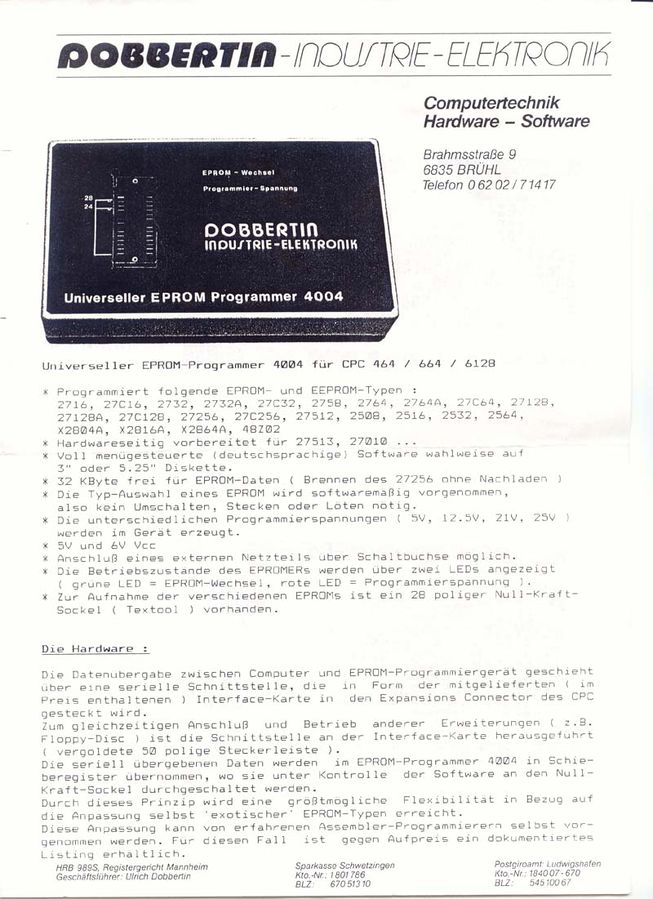 DOBBERTIN-INDUSTRIE-ELEKTRONIK
Computertechnik
Hardware – Software
Brahmsstraße 9
6835 BRÜHL
Telefon 0 62 02 / 7 14 17
EPROM - Wechsel
Programmier-Spannung
28
24
DOBBERTIN
INDUSTRIE-ELEKTRONIK
Universeller EPROM Programmer 4004
Universeller EPROM-Programmer 4004 für CPC 464 / 664 / 6128
* Programmiert folgende EPROM- und EEPROM-Typen :
2716, 27C16, 2732, 2732A, 27C32, 2758, 2764, 2764A, 27C64, 27128,
27128A, 27C128, 27256, 27C256, 27512, 2508, 2516, 2532, 2564,
X2804A, X2816A, X2864A, 48Z02
* Hardwareseitig vorbereitet für 27513, 27010 ...
* Voll menügesteuerte (deutschsprachige) Software wahlweise auf
3" oder 5.25" Diskette.
* 32 KByte frei für EPROM-Daten ( Brennen des 27256 ohne Nachladen )
* Die Typ-Auswahl eines EPROM wird softwaremäßig vorgenommen,
also kein Umschalten, Stecken oder Löten nötig.
* Die unterschiedlichen Programmierspannungen ( 5V, 12.5V, 21V, 25V )
werden im Gerät erzeugt.
* 5V und 6V Vcc
* Anschluß eines externen Netzteils über Schaltbuchse möglich.
* Die Betriebszustände des EPROMERs werden über zwei LEDs angezeigt
( grüne LED = EPROM-Wechsel, rote LED = Programmierspannung ).
* Zur Aufnahme der verschiedenen EPROMs ist ein 28 poliger Null-Kraft-
Sockel ( Textool ) vorhanden.
Die Hardware :
Die Datenübergabe zwischen Computer und EPROM-Programmiergerät geschieht
über eine serielle Schnittstelle, die in Form der mitgelieferten ( im
Preis enthaltenen ) Interface-Karte in den Expansions Connector des CPC
gesteckt wird.
Zum gleichzeitigen Anschluß und Betrieb anderer Erweiterungen ( z.B.
Floppy-Disc ) ist die Schnittstelle an der Interface-Karte herausgeführt
( vergoldete 50 polige Steckerleiste ).
Die seriell übergebenen Daten werden im EPROM-Programmer 4004 in Schie-
beregister übernommen, wo sie unter Kontrolle der Software an den Null-
Kraft-Sockel durchgeschaltet werden.
Durch dieses Prinzip wird eine größtmögliche Flexibilität in Bezug auf
die Anpassung selbst 'exotischer' EPROM-Typen erreicht.
Diese Anpassung kann von erfahrenen Assembler-Programmierern selbst vor-
genommen werden. Für diesen Fall ist gegen Aufpreis ein dokumentiertes
Listing erhältlich.
HRB 989S, Registergericht Mannheim
Geschäftsführer: Ulrich Dobbertin
Sparkasse Schwetzingen
Kto.-Nr.: 1 801 786
BLZ: 670 513 10
Postgiroamt: Ludwigshafen
Kto.-Nr.: 184007-670
BLZ: 545 100 67